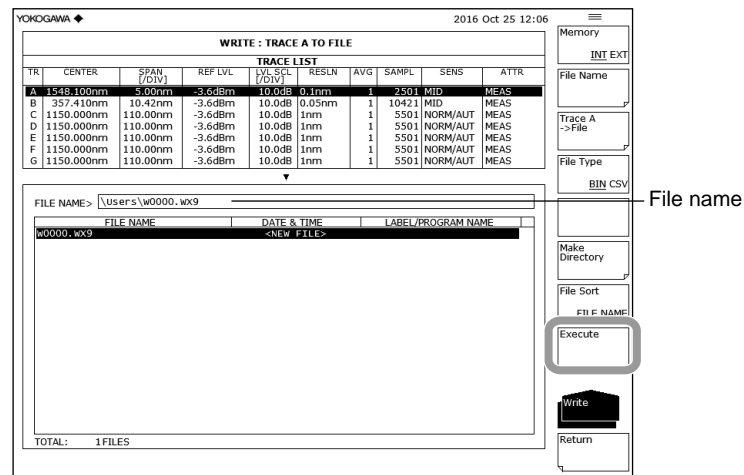 YOKOGAWA ◆ 2016 Oct 25 12:06
WRITE : TRACE A TO FILE
TRACE LIST
TR CENTER SPAN [/DIV] REF LVL LVL SCL [/DIV] RESLN AVG SAMPL SENS ATTR
A 1548.100nm 5.00nm -3.6dBm 10.0dB 0.1nm 1 2501 MID MEAS
B 357.410nm 10.42nm -3.6dBm 10.0dB 0.05nm 1 10421 MID MEAS
C 1150.000nm 110.00nm -3.6dBm 10.0dB 1nm 1 5501 NORM/AUT MEAS
D 1150.000nm 110.00nm -3.6dBm 10.0dB 1nm 1 5501 NORM/AUT MEAS
E 1150.000nm 110.00nm -3.6dBm 10.0dB 1nm 1 5501 NORM/AUT MEAS
F 1150.000nm 110.00nm -3.6dBm 10.0dB 1nm 1 5501 NORM/AUT MEAS
G 1150.000nm 110.00nm -3.6dBm 10.0dB 1nm 1 5501 NORM/AUT MEAS
▼
FILE NAME> \Users\W0000.WX9
FILE NAME DATE & TIME LABEL/PROGRAM NAME
W0000.WX9 <NEW FILE>
TOTAL: 1FILES
Memory
INT EXT
File Name
Trace A
->File
File Type
BIN CSV
Make
Directory
File Sort
FILE NAME
Execute
Write
Return
File name